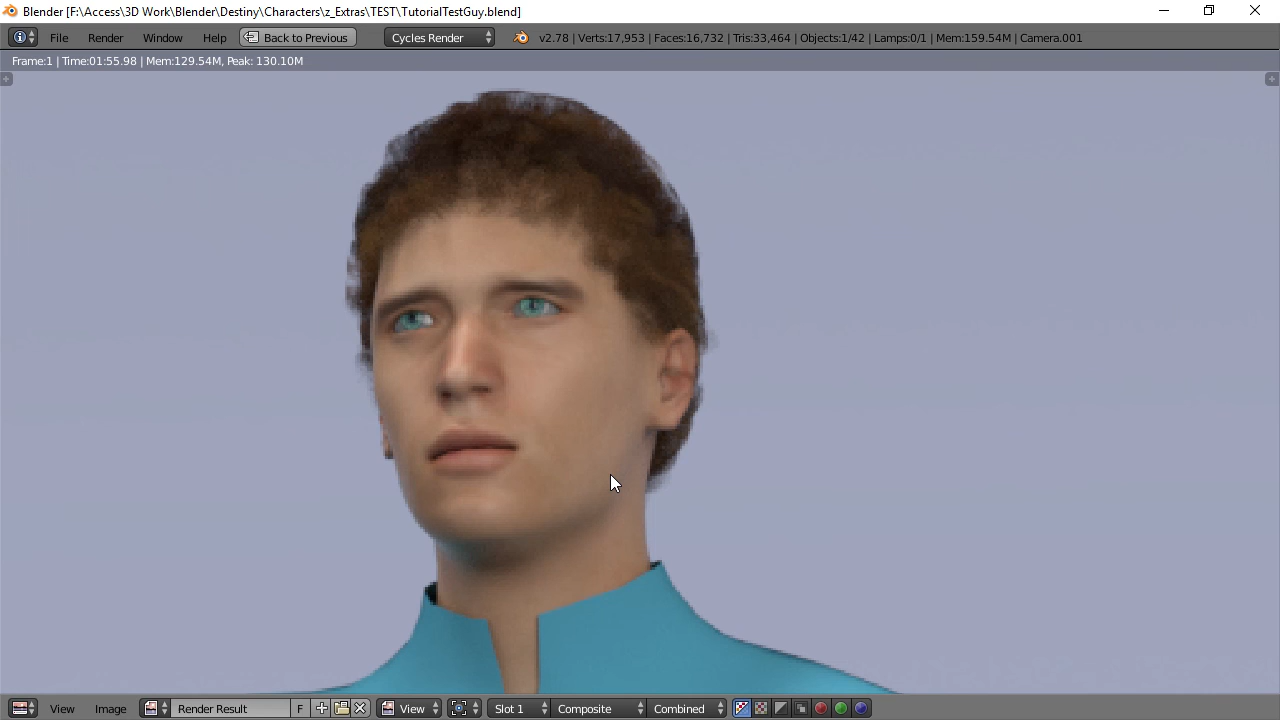 Blender [F:\Access\3D Work\Blender\Destiny\Characters\z_Extras\TEST\TutorialTestGuy.blend]
File Render Window Help Back to Previous Cycles Render v2.78 | Verts:17,953 | Faces:16,732 | Tris:33,464 | Objects:1/42 | Lamps:0/1 | Mem:159.54M | Camera.001
Frame:1 | Time:01:55.98 | Mem:129.54M, Peak: 130.10M
View Image Render Result F View Slot 1 Composite Combined